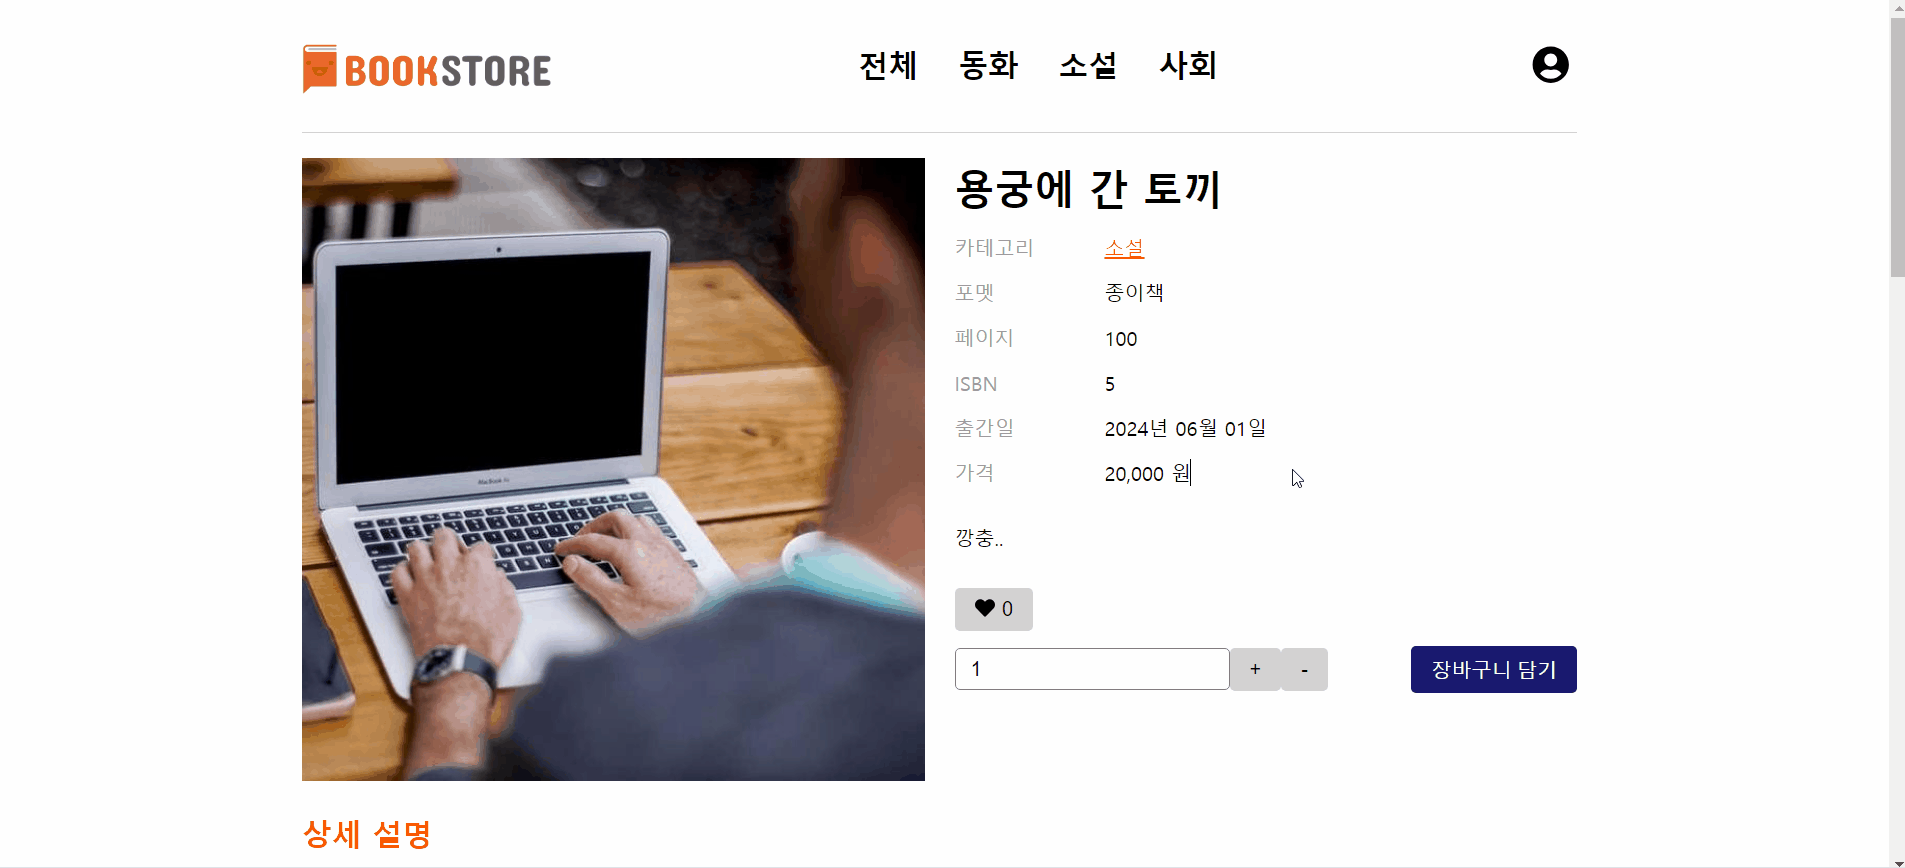 BOOKSTORE
전체 동화 소설 사회
용궁에 간 토끼
카테고리 소설
포멧 종이책
페이지 100
ISBN 5
출간일 2024년 06월 01일
가격 20,000 원
깡충..
0
1 + - 장바구니 담기
상세 설명